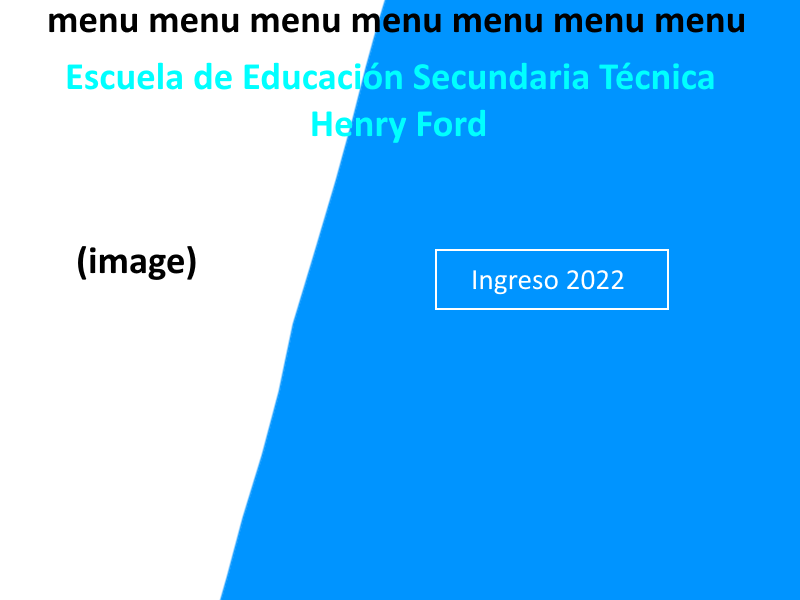 menu menu menu menu menu menu menu
Escuela de Educación Secundaria Técnica
Henry Ford
(image)
Ingreso 2022